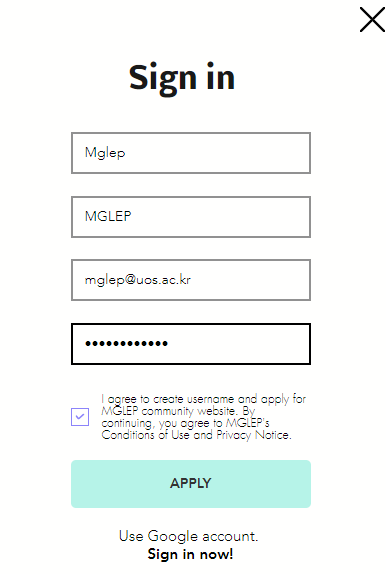 Sign in
Mglep
MGLEP
mglep@uos.ac.kr
••••••••••••
I agree to create username and apply for
MGLEP community website. By
continuing, you agree to MGLEP's
Conditions of Use and Privacy Notice.
APPLY
Use Google account.
Sign in now!